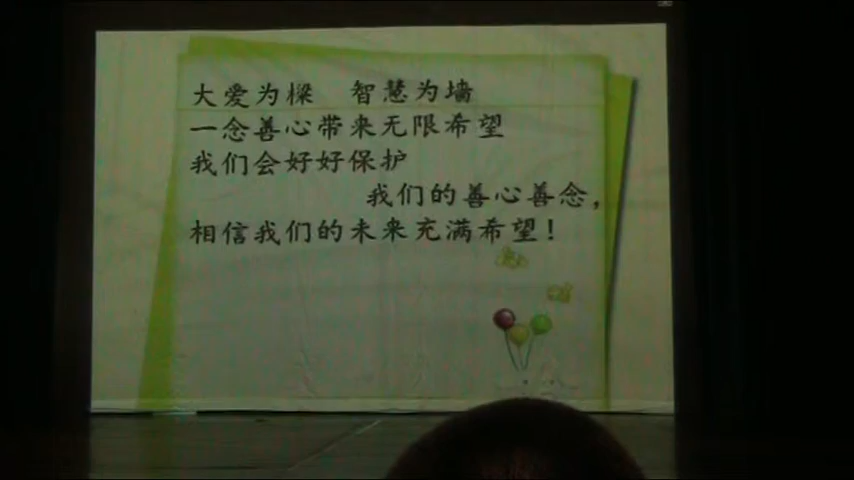 大爱为樑　智慧为墙
一念善心带来无限希望
我们会好好保护
我们的善心善念，
相信我们的未来充满希望！